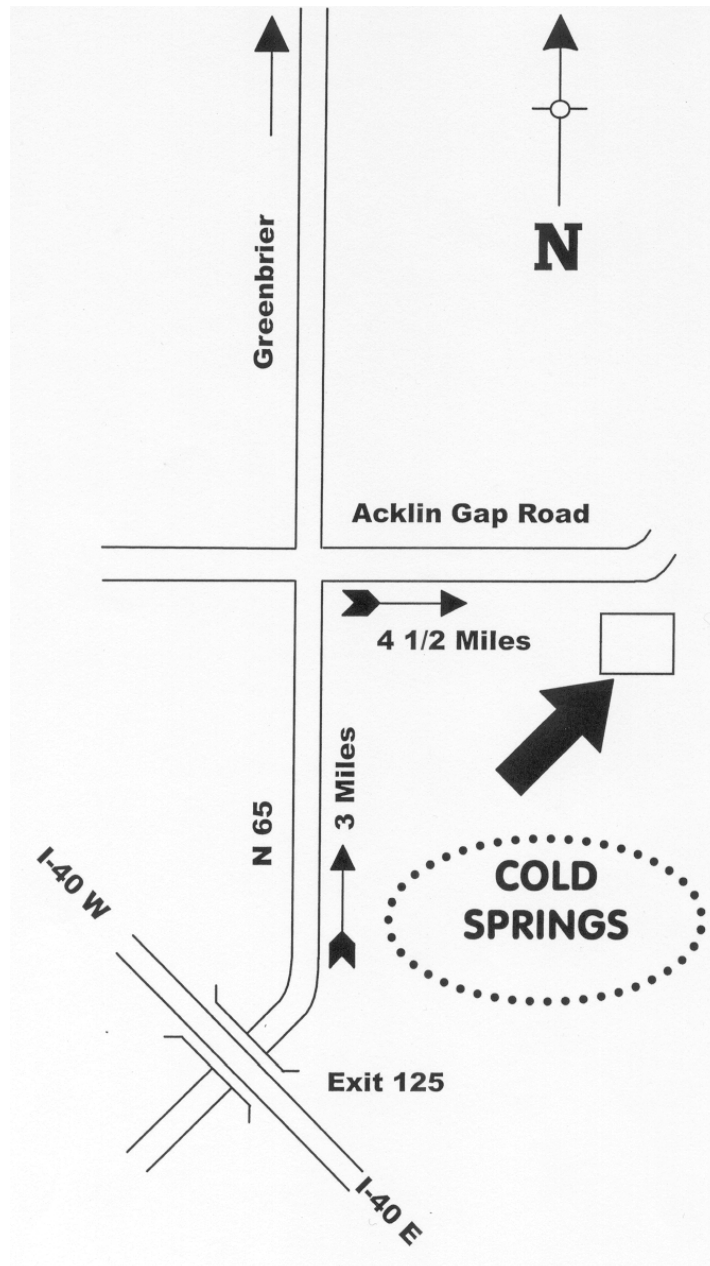 Greenbrier
N
Acklin Gap Road
4 1/2 Miles
3 Miles
N 65
I-40 W
COLD
SPRINGS
Exit 125
I-40 E